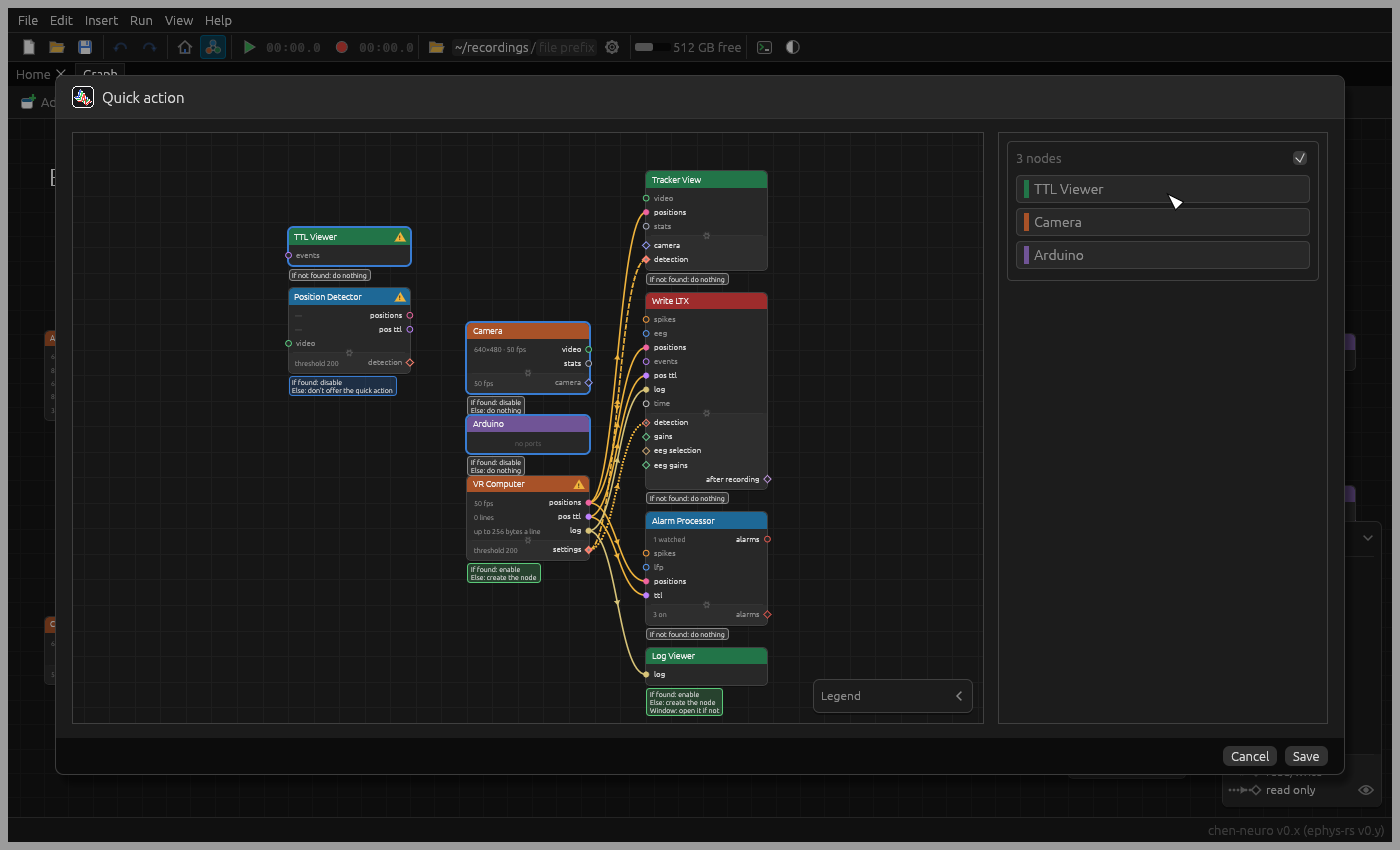 File Edit Insert Run View Help
00:00.0 00:00.0 ~/recordings / file prefix 512 GB free
Home Graph
Quick action
Tracker View
video
positions
stats
camera
detection
If not found: do nothing
TTL Viewer
events
If not found: do nothing
Position Detector
positions
pos ttl
video
threshold 200 detection
If found: disable
Else: don't offer the quick action
Camera
640×480 · 50 fps video
stats
50 fps camera
If found: disable
Else: do nothing
Arduino
no ports
If found: disable
Else: do nothing
VR Computer
50 fps positions
0 lines pos ttl
up to 256 bytes a line log
threshold 200 settings
If found: enable
Else: create the node
Write LTX
spikes
eeg
positions
events
pos ttl
log
time
detection
gains
eeg selection
eeg gains
after recording
If not found: do nothing
Alarm Processor
1 watched alarms
spikes
lfp
positions
ttl
3 on alarms
If not found: do nothing
Log Viewer
log
If found: enable
Else: create the node
Window: open it if not
Legend
3 nodes
TTL Viewer
Camera
Arduino
Cancel Save
read only
chen-neuro v0.x (ephys-rs v0.y)